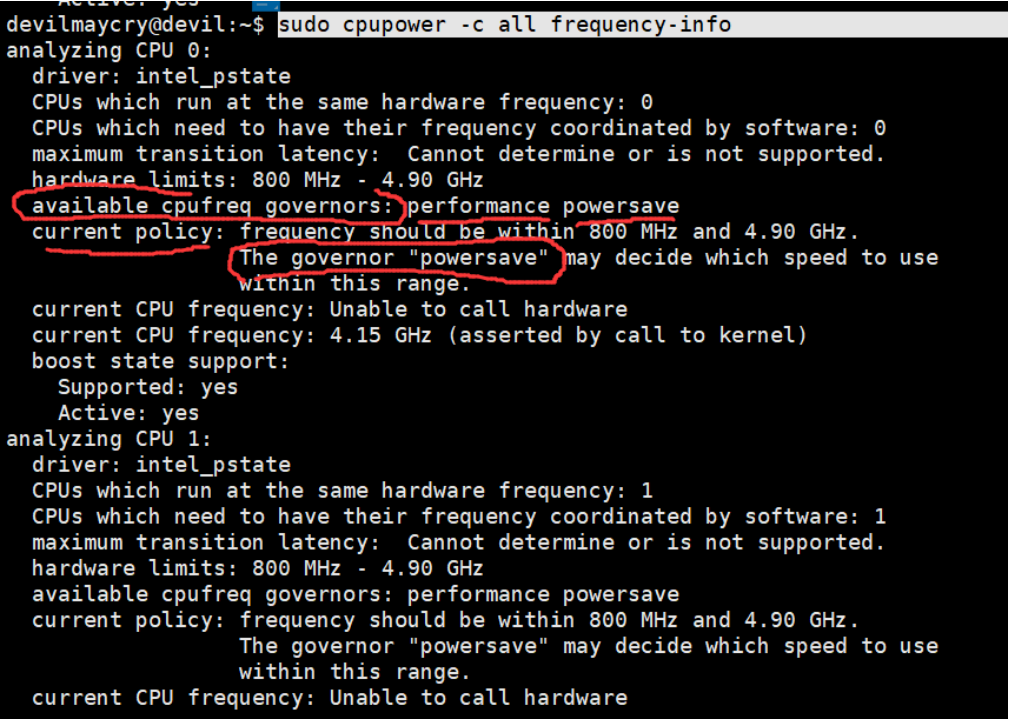 Active: yes
devilmaycry@devil:~$ sudo cpupower -c all frequency-info
analyzing CPU 0:
driver: intel_pstate
CPUs which run at the same hardware frequency: 0
CPUs which need to have their frequency coordinated by software: 0
maximum transition latency:  Cannot determine or is not supported.
hardware limits: 800 MHz - 4.90 GHz
available cpufreq governors: performance powersave
current policy: frequency should be within 800 MHz and 4.90 GHz.
The governor "powersave" may decide which speed to use
within this range.
current CPU frequency: Unable to call hardware
current CPU frequency: 4.15 GHz (asserted by call to kernel)
boost state support:
Supported: yes
Active: yes
analyzing CPU 1:
driver: intel_pstate
CPUs which run at the same hardware frequency: 1
CPUs which need to have their frequency coordinated by software: 1
maximum transition latency:  Cannot determine or is not supported.
hardware limits: 800 MHz - 4.90 GHz
available cpufreq governors: performance powersave
current policy: frequency should be within 800 MHz and 4.90 GHz.
The governor "powersave" may decide which speed to use
within this range.
current CPU frequency: Unable to call hardware